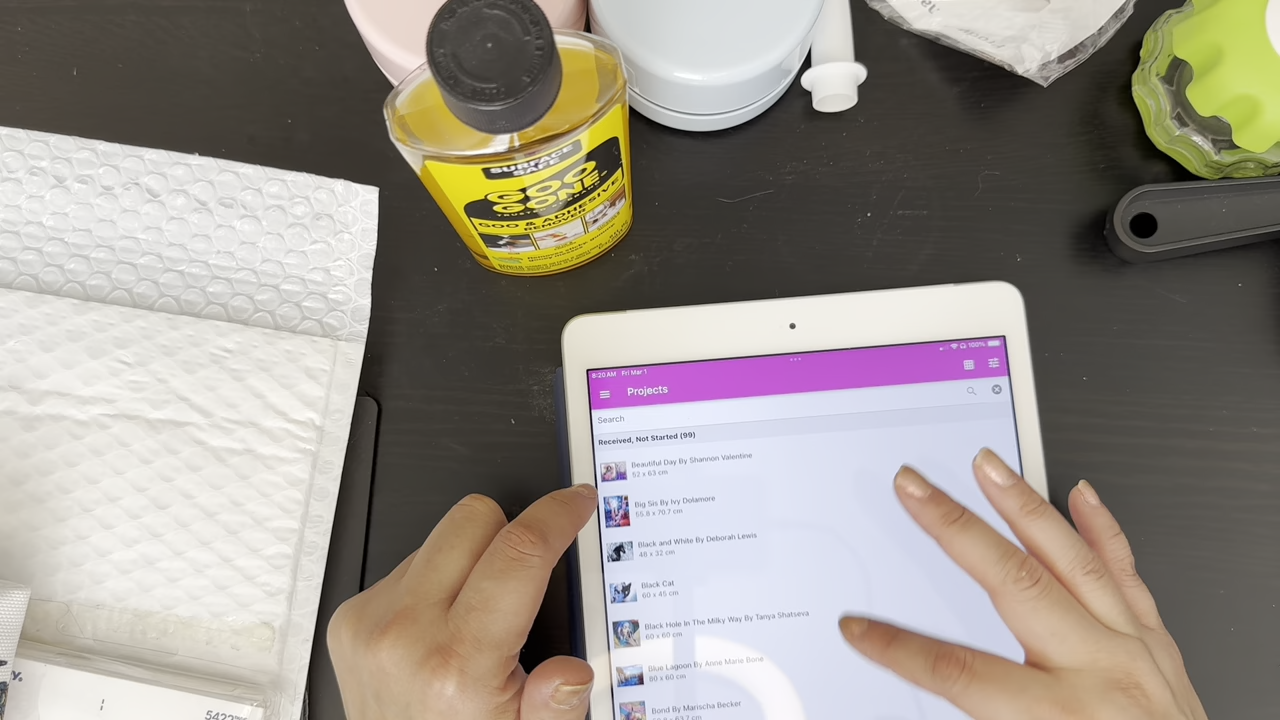 SURFACE
SAFE
GOO
GONE
GOO & ADHESIVE
REMOVER
8:20 AM Fri Mar 1
100%
Projects
Search
Received, Not Started (99)
Beautiful Day By Shannon Valentine
52 x 63 cm
Big Sis By Ivy Dolamore
55.8 x 70.7 cm
Black and White By Deborah Lewis
48 x 32 cm
Black Cat
60 x 45 cm
Black Hole In The Milky Way By Tanya Shatseva
60 x 60 cm
Blue Lagoon By Anne Marie Bone
80 x 60 cm
Bond By Marischa Becker
y.
5422